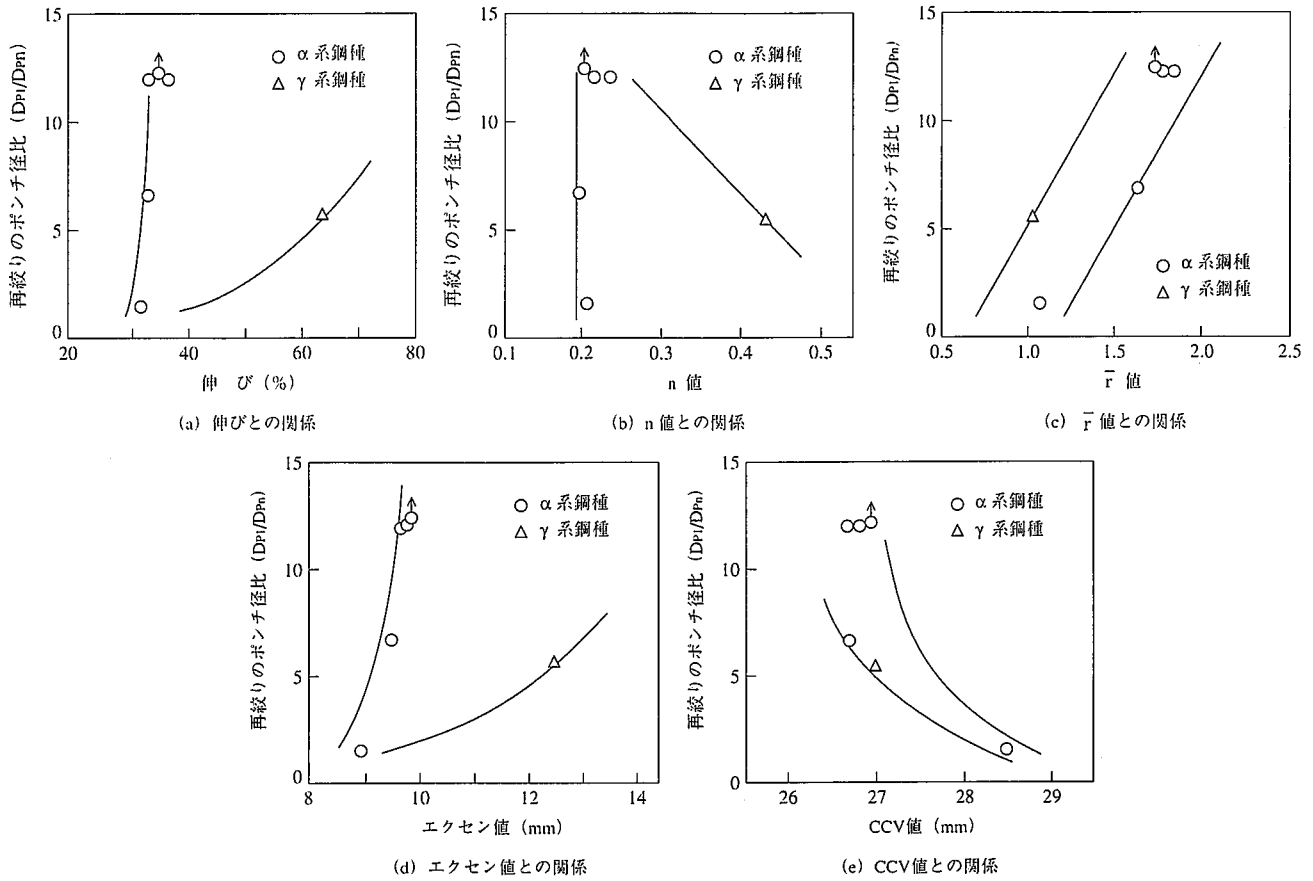 再絞りのポンチ径比 (DP1/DPn)
15
10
5
0
○ α系鋼種
△ γ系鋼種
20 40 60 80
伸び (%)
(a) 伸びとの関係
再絞りのポンチ径比 (DP1/DPn)
15
10
5
0
○ α系鋼種
△ γ系鋼種
0.1 0.2 0.3 0.4 0.5
n 値
(b) n 値との関係
再絞りのポンチ径比 (DP1/DPn)
15
10
5
0
○ α系鋼種
△ γ系鋼種
0.5 1.0 1.5 2.0 2.5
r̅ 値
(c) r̅ 値との関係
再絞りのポンチ径比 (DP1/DPn)
15
10
5
0
○ α系鋼種
△ γ系鋼種
8 9 10 12 14
エクセン値 (mm)
(d) エクセン値との関係
再絞りのポンチ径比 (DP1/DPn)
15
10
5
0
○ α系鋼種
△ γ系鋼種
26 27 28 29
CCV値 (mm)
(e) CCV値との関係